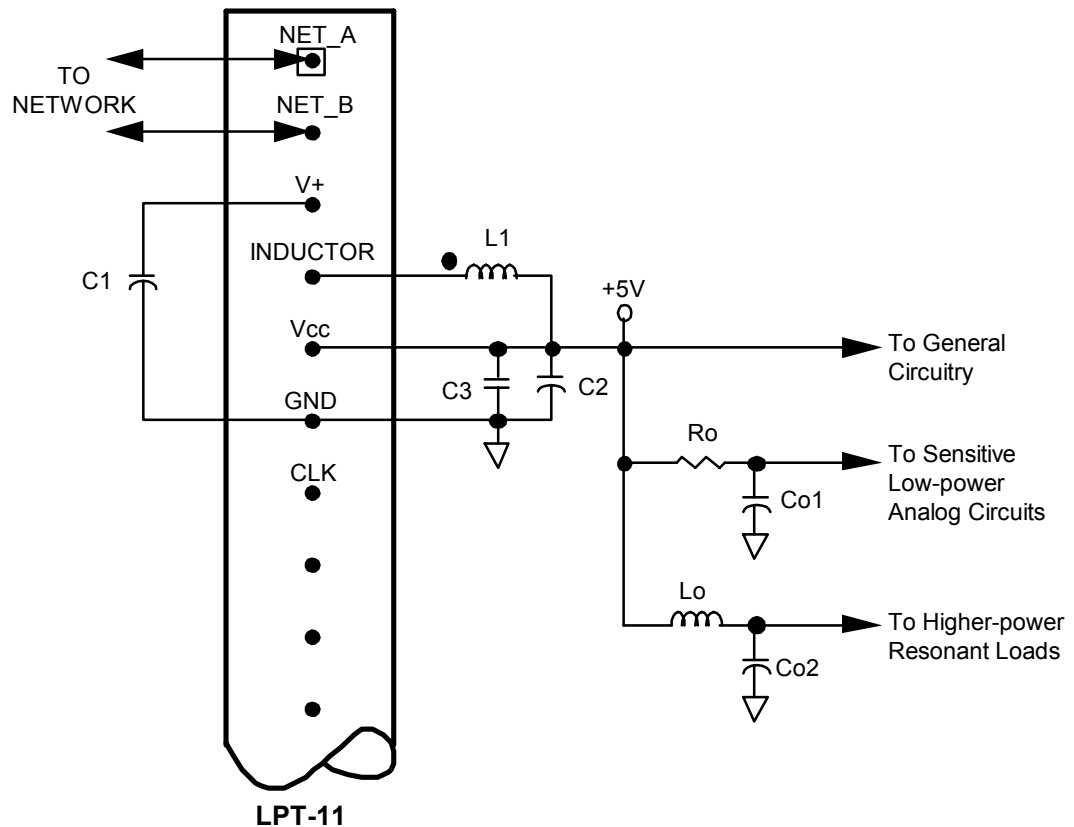 NET_A
TO
NETWORK
NET_B
V+
INDUCTOR
L1
C1
+5V
Vcc
To General
Circuitry
C3
C2
GND
Ro
To Sensitive
Low-power
Analog Circuits
CLK
Co1
Lo
To Higher-power
Resonant Loads
Co2
LPT-11